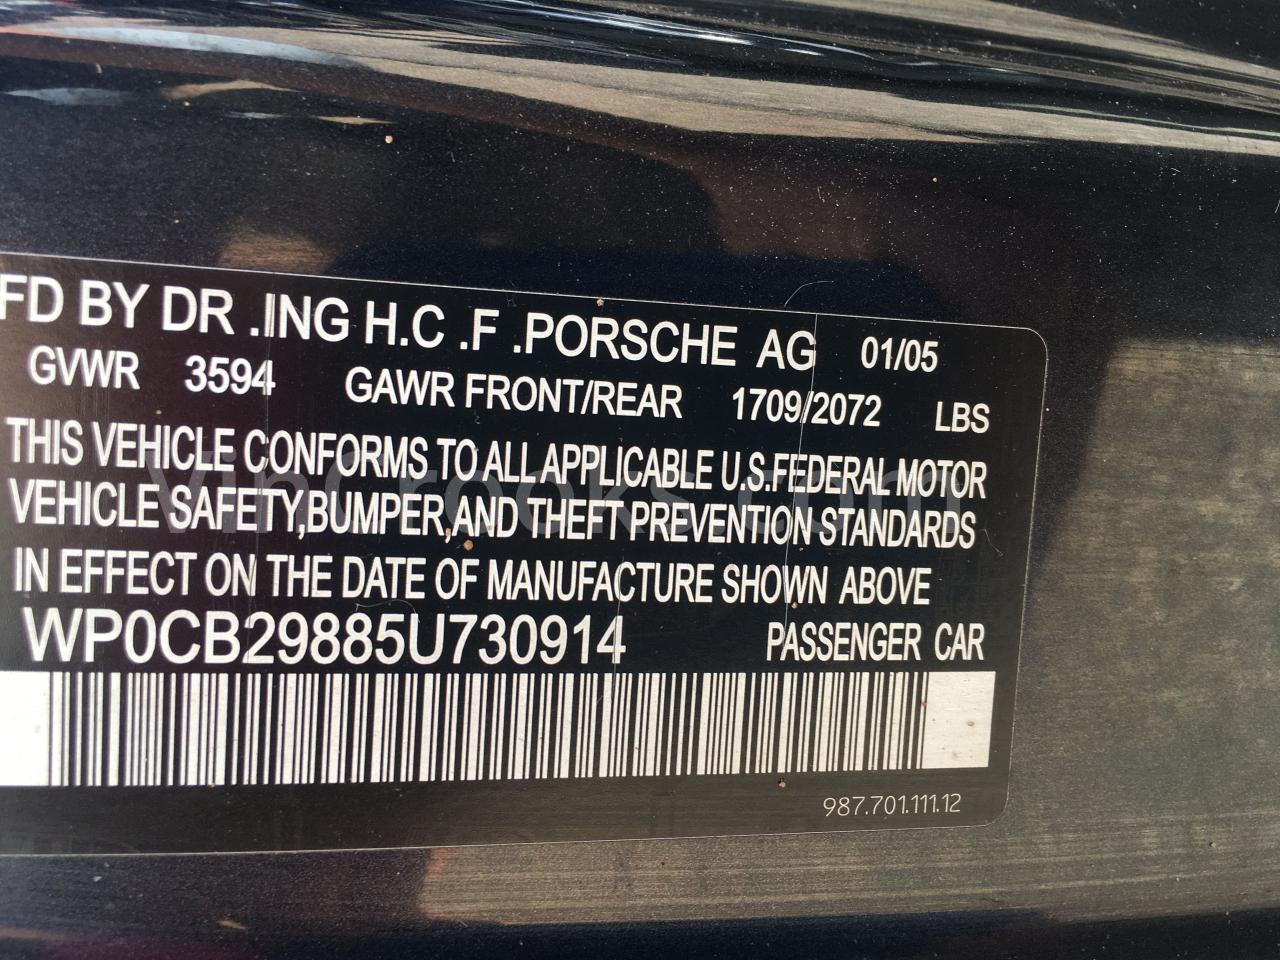 FD BY DR .ING H.C .F .PORSCHE AG 01/05
GVWR 3594 GAWR FRONT/REAR 1709/2072 LBS
THIS VEHICLE CONFORMS TO ALL APPLICABLE U.S.FEDERAL MOTOR
VEHICLE SAFETY,BUMPER,AND THEFT PREVENTION STANDARDS
IN EFFECT ON THE DATE OF MANUFACTURE SHOWN ABOVE
WP0CB29885U730914 PASSENGER CAR
987.701.111.12
VinCrooks.com